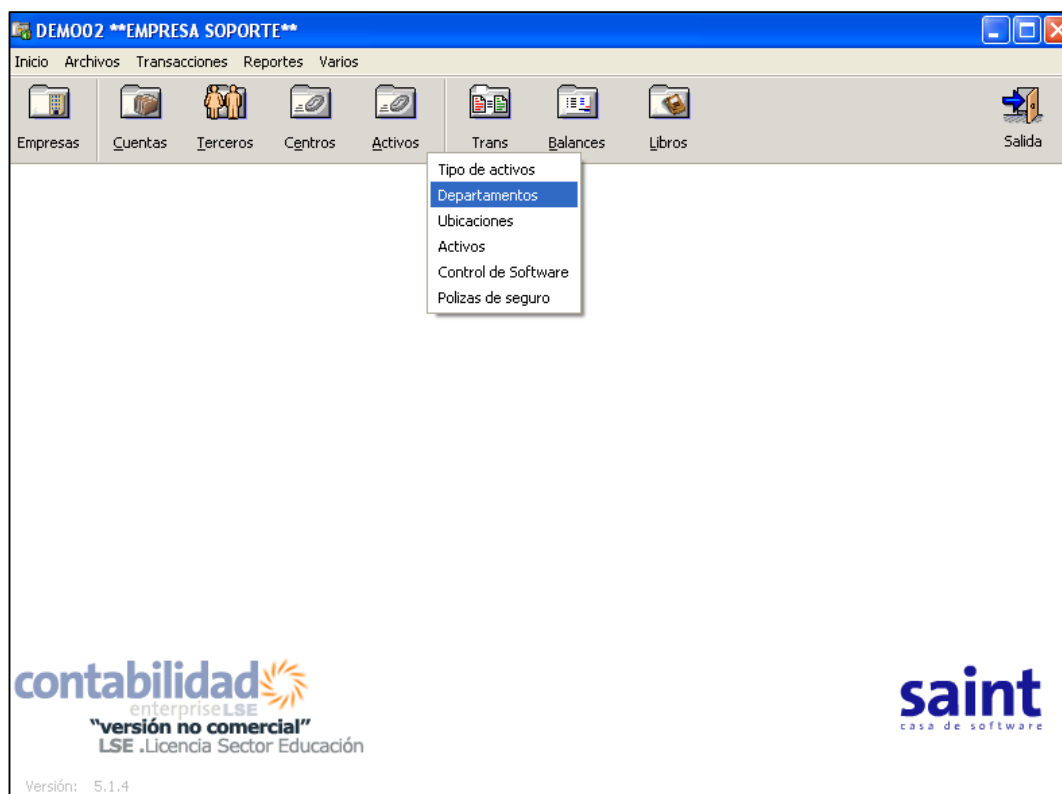 DEMO02 **EMPRESA SOPORTE**
Inicio Archivos Transacciones Reportes Varios
Empresas Cuentas Terceros Centros Activos Trans Balances Libros Salida
Tipo de activos
Departamentos
Ubicaciones
Activos
Control de Software
Polizas de seguro
contabilidad
enterpriseLSE
"versión no comercial"
LSE .Licencia Sector Educación
saint
casa de software
Versión: 5.1.4